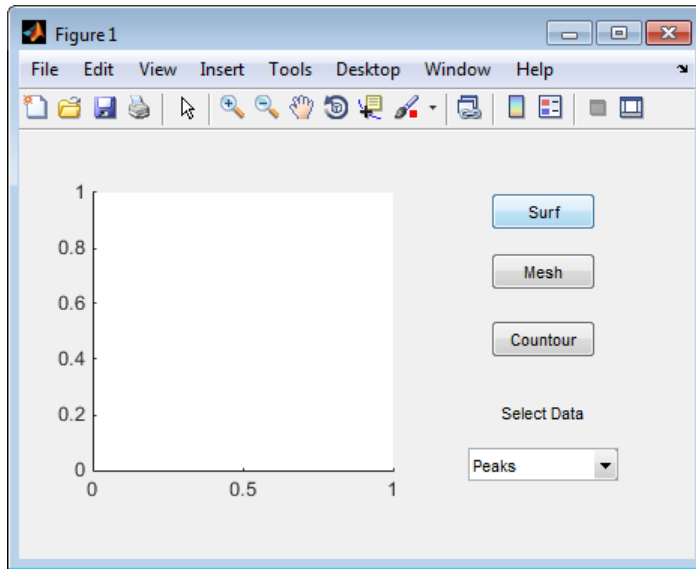 Figure 1
File Edit View Insert Tools Desktop Window Help
1
0.8
0.6
0.4
0.2
0
0 0.5 1
Surf
Mesh
Countour
Select Data
Peaks